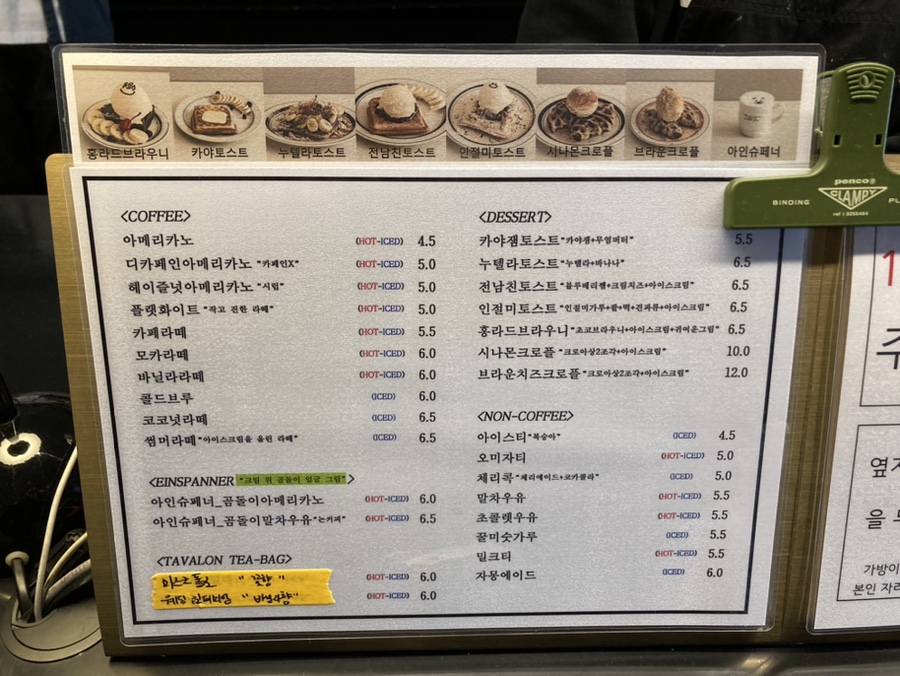 홍라드브라우니 카야토스트 누텔라토스트 전남친토스트 인절미토스트 시나몬크로플 브라운크로플 아인슈페너
penco®
BINDING CLAMPY
<COFFEE>
아메리카노 (HOT-ICED) 4.5
디카페인아메리카노 "카페인X" (HOT-ICED) 5.0
헤이즐넛아메리카노 "시럽" (HOT-ICED) 5.0
플랫화이트 "작고 진한 라떼" (HOT-ICED) 5.0
카페라떼 (HOT-ICED) 5.5
모카라떼 (HOT-ICED) 6.0
바닐라라떼 (HOT-ICED) 6.0
콜드브루 (ICED) 6.0
코코넛라떼 (ICED) 6.5
썸머라떼 "아이스크림을 올린 라떼" (ICED) 6.5
<EINSPANNER "크림 위 곰돌이 얼굴 그림">
아인슈페너_곰돌이아메리카노 (HOT-ICED) 6.0
아인슈페너_곰돌이말차우유 "논커피" (HOT-ICED) 6.5
<TAVALON TEA-BAG>
(HOT-ICED) 6.0
(HOT-ICED) 6.0
<DESSERT>
카야잼토스트 "카야잼+무염버터" 5.5
누텔라토스트 "누텔라+바나나" 6.5
전남친토스트 "블루베리잼+크림치즈+아이스크림" 6.5
인절미토스트 "인절미가루+팥+떡+견과류+아이스크림" 6.5
홍라드브라우니 "초코브라우니+아이스크림+귀여운그림" 6.5
시나몬크로플 "크로아상2조각+아이스크림" 10.0
브라운치즈크로플 "크로아상2조각+아이스크림" 12.0
<NON-COFFEE>
아이스티 "복숭아" (ICED) 4.5
오미자티 (HOT-ICED) 5.0
체리콕 "체리에이드+코카콜라" (ICED) 5.0
말차우유 (HOT-ICED) 5.5
초콜렛우유 (HOT-ICED) 5.5
꿀미숫가루 (ICED) 5.5
밀크티 (HOT-ICED) 5.5
자몽에이드 (ICED) 6.0
1
주
옆자
을
가방이
본인 자리